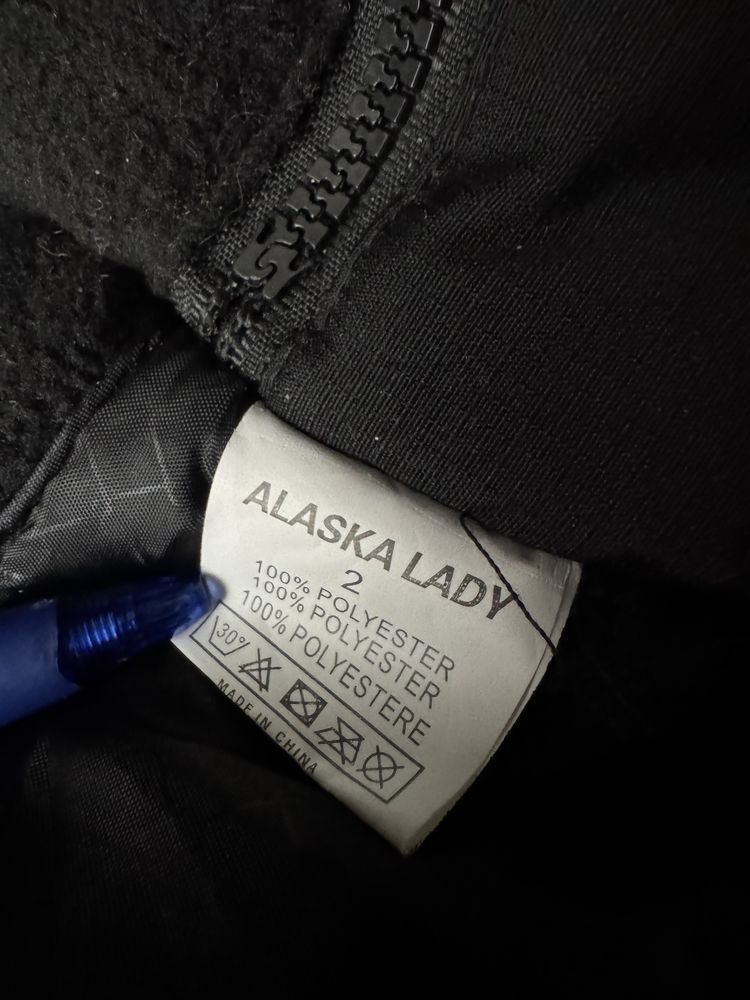 ALASKA LADY
2
100% POLYESTER
100% POLYESTER
100% POLYESTERE
30°
MADE IN CHINA